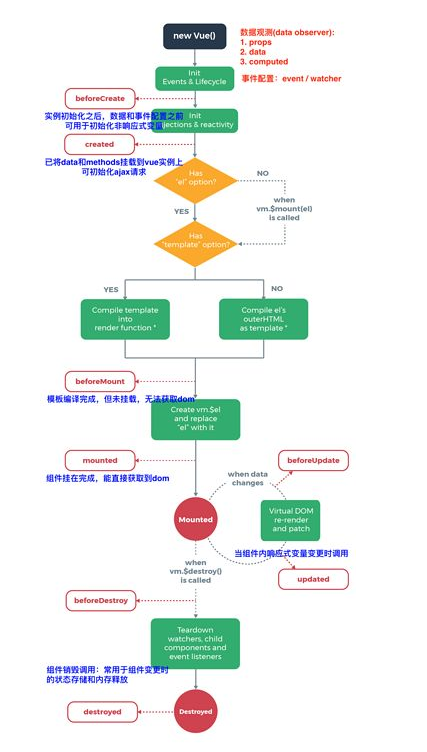 new Vue()
数据观测(data observer):
1. props
2. data
3. computed
事件配置：event / watcher
Init
Events & Lifecycle
beforeCreate
实例初始化之后，数据和事件配置之前
可用于初始化非响应式变量
Init
injections & reactivity
created
已将data和methods挂载到vue实例上
可初始化ajax请求
Has
"el" option?
NO
when
vm.$mount(el)
is called
YES
Has
"template" option?
YES
NO
Compile template
into
render function *
Compile el's
outerHTML
as template *
beforeMount
模板编译完成，但未挂载，无法获取dom
Create vm.$el
and replace
"el" with it
mounted
组件挂在完成，能直接获取到dom
when data
changes
beforeUpdate
Mounted
Virtual DOM
re-render
and patch
当组件内响应式变量变更时调用
updated
when
vm.$destroy()
is called
beforeDestroy
Teardown
watchers, child
components and
event listeners
组件销毁调用：常用于组件变更时
的状态存储和内存释放
destroyed
Destroyed